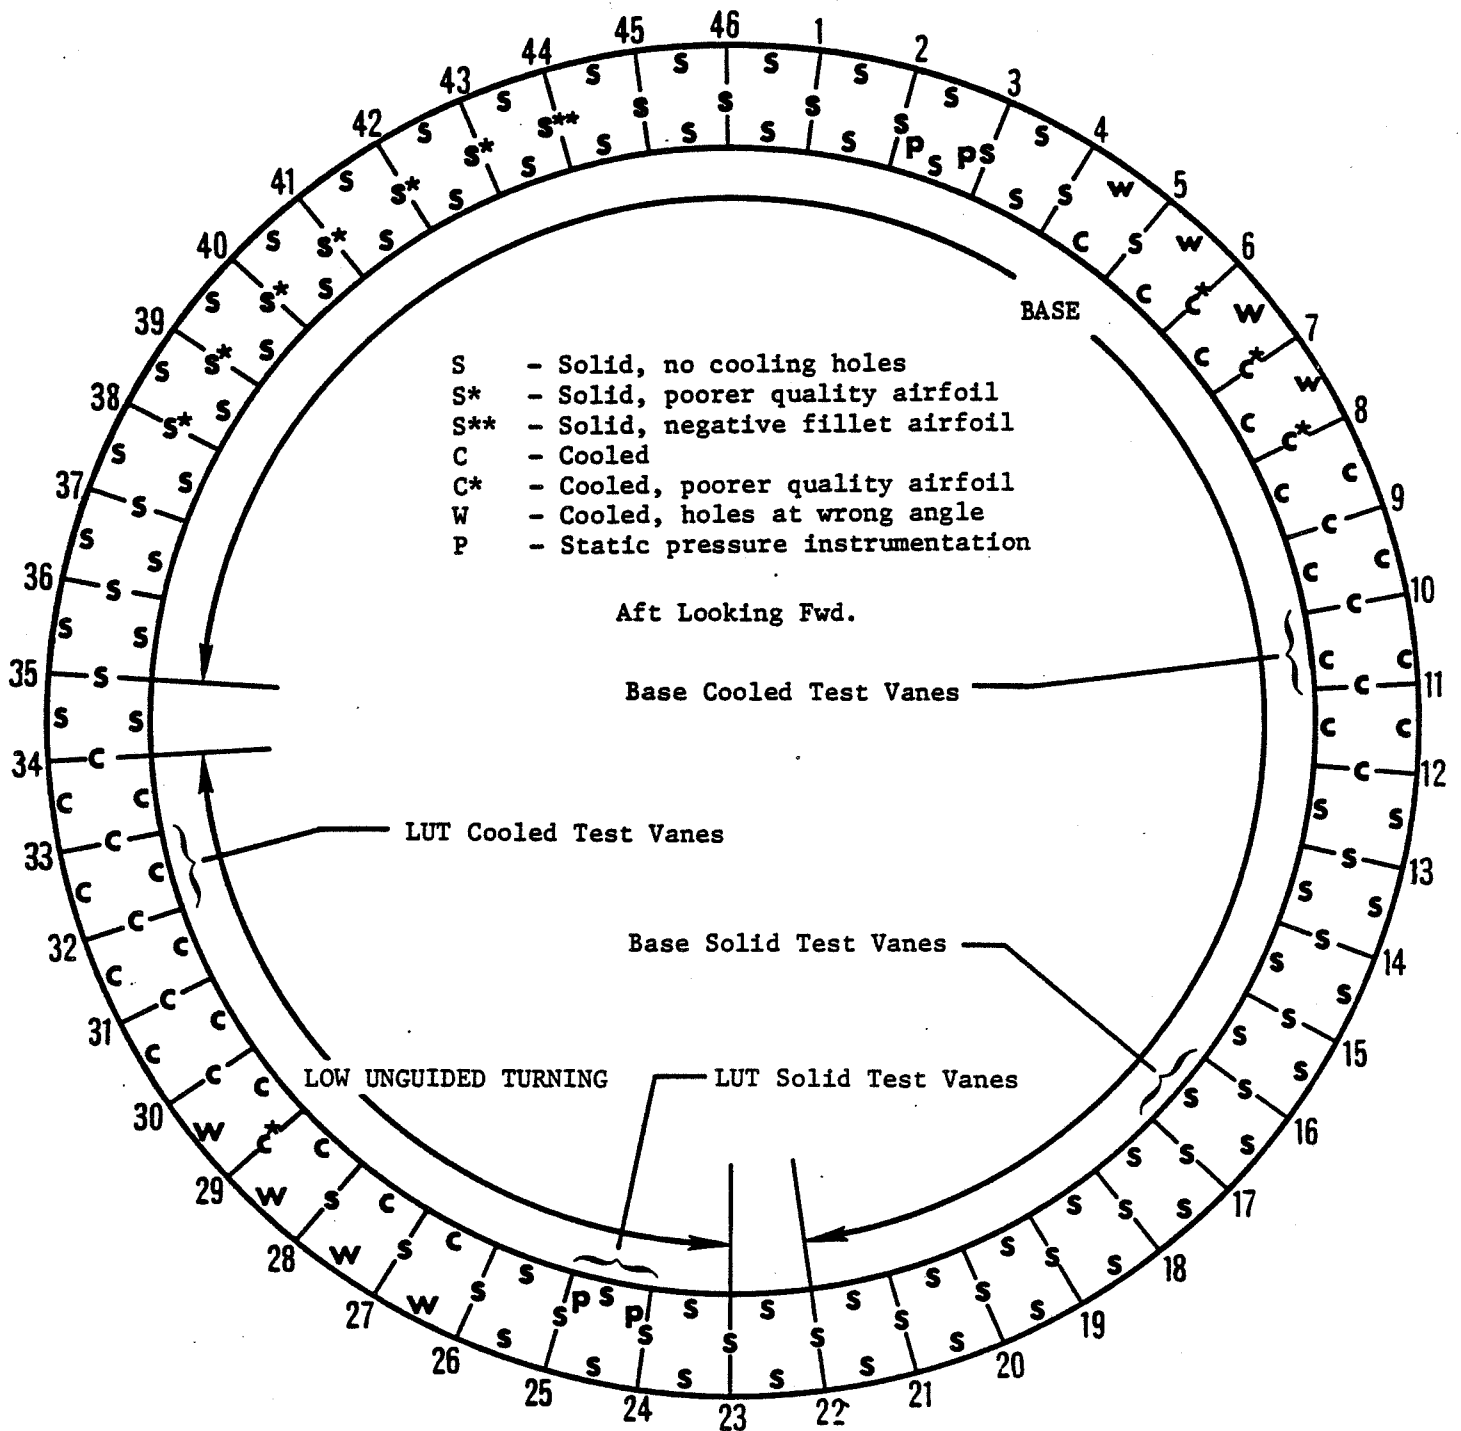 46 S S S
1 S S S
2 S S P S P
3 S S S
4 S W C
5 S W C
6 C* W C
7 C* W C
8 C* C C
9 C C C
10 C C C
11 C C C
12 C S S
13 S S S
14 S S S
15 S S S
16 S S S
17 S S S
18 S S S
19 S S S
20 S S S
21 S S S
22 S S S
23 S S S
24 S S P S P
25 S S S
26 S W C
27 S W C
28 S W C
29 C* W C
30 C C C
31 C C C
32 C C C
33 C C C
34 C S S
35 S S S
36 S S S
37 S S S
38 S* S S
39 S* S S
40 S* S S
41 S* S S
42 S* S S
43 S* S S
44 S** S S
45 S S S
BASE
S - Solid, no cooling holes
S* - Solid, poorer quality airfoil
S** - Solid, negative fillet airfoil
C - Cooled
C* - Cooled, poorer quality airfoil
W - Cooled, holes at wrong angle
P - Static pressure instrumentation
Aft Looking Fwd.
Base Cooled Test Vanes
LUT Cooled Test Vanes
Base Solid Test Vanes
LOW UNGUIDED TURNING
LUT Solid Test Vanes